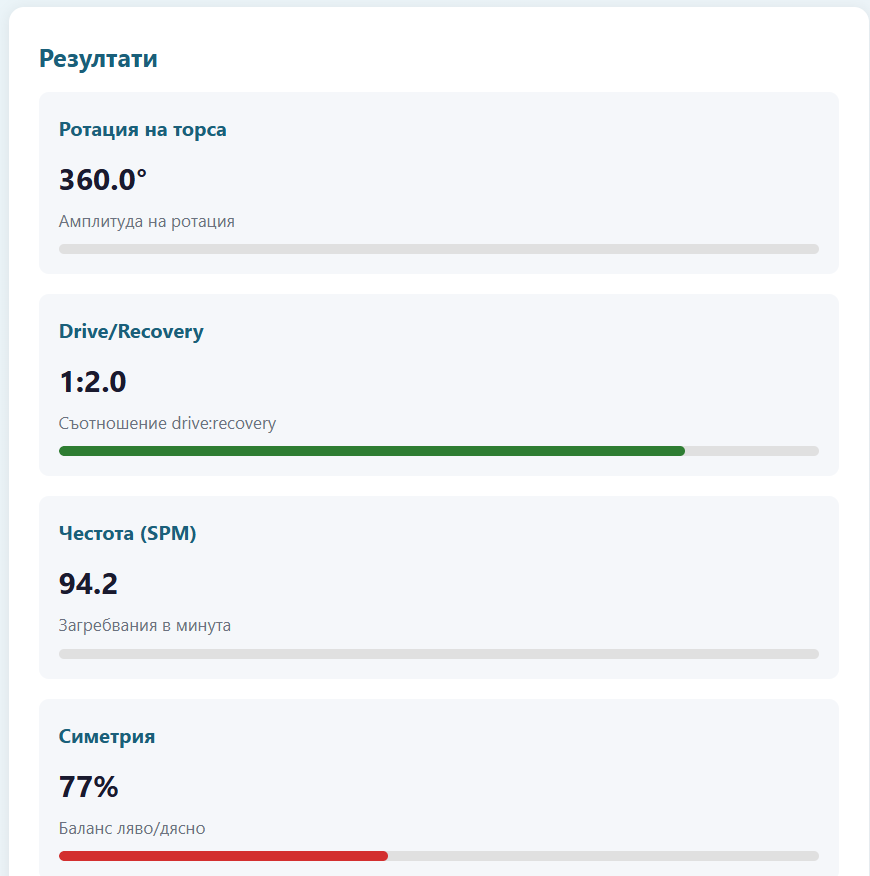 Резултати
Ротация на торса
360.0°
Амплитуда на ротация
Drive/Recovery
1:2.0
Съотношение drive:recovery
Честота (SPM)
94.2
Загребвания в минута
Симетрия
77%
Баланс ляво/дясно